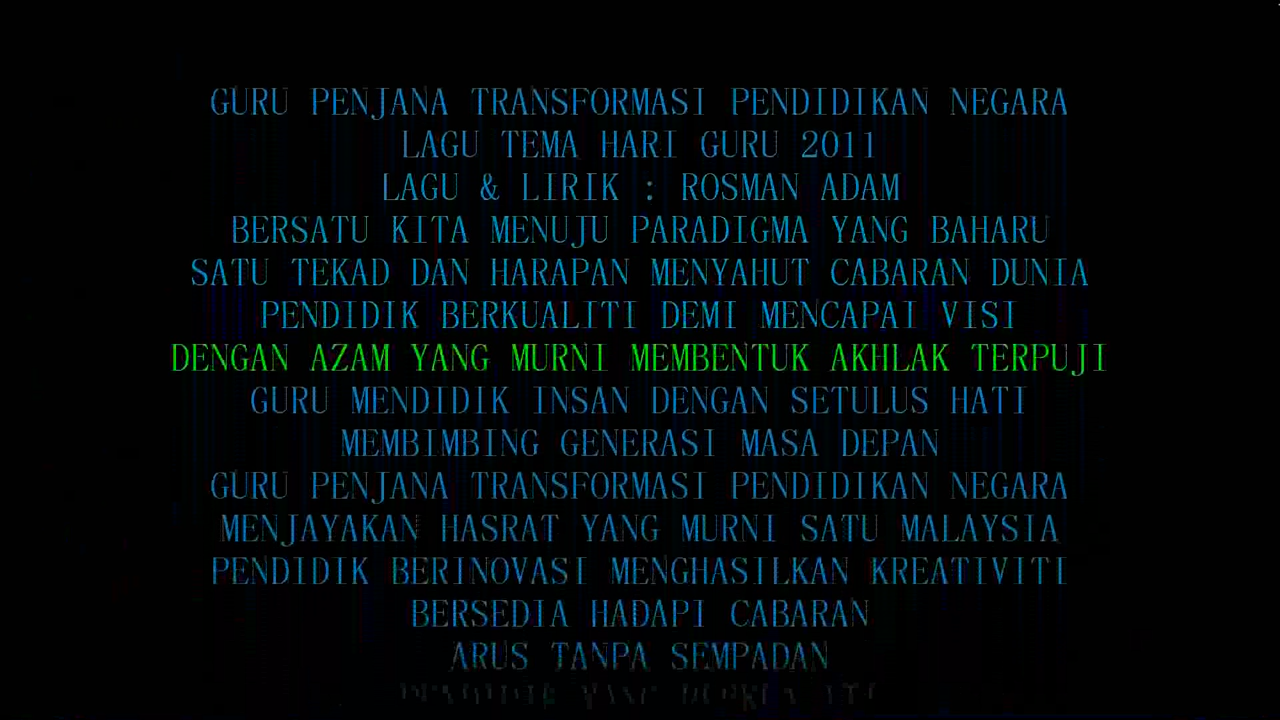 GURU PENJANA TRANSFORMASI PENDIDIKAN NEGARA
LAGU TEMA HARI GURU 2011
LAGU & LIRIK : ROSMAN ADAM
BERSATU KITA MENUJU PARADIGMA YANG BAHARU
SATU TEKAD DAN HARAPAN MENYAHUT CABARAN DUNIA
PENDIDIK BERKUALITI DEMI MENCAPAI VISI
DENGAN AZAM YANG MURNI MEMBENTUK AKHLAK TERPUJI
GURU MENDIDIK INSAN DENGAN SETULUS HATI
MEMBIMBING GENERASI MASA DEPAN
GURU PENJANA TRANSFORMASI PENDIDIKAN NEGARA
MENJAYAKAN HASRAT YANG MURNI SATU MALAYSIA
PENDIDIK BERINOVASI MENGHASILKAN KREATIVITI
BERSEDIA HADAPI CABARAN
ARUS TANPA SEMPADAN